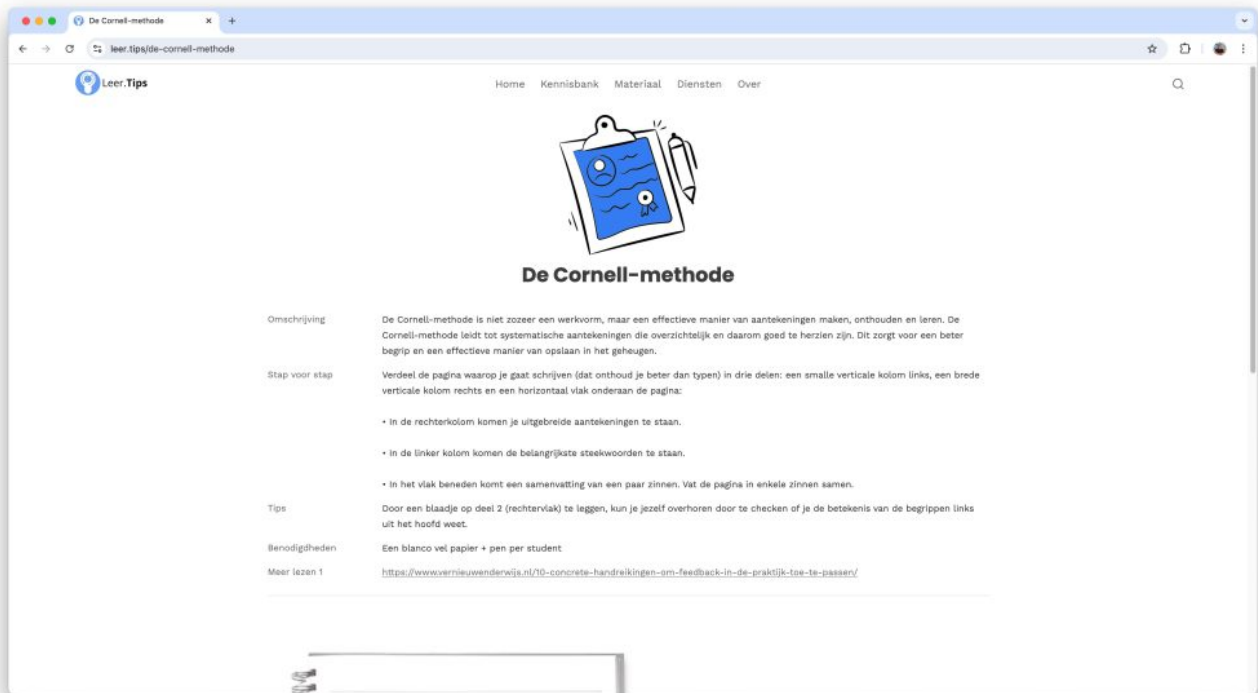 De Cornell-methode
leer.tips/de-cornell-methode
Leer.Tips
Home Kennisbank Materiaal Diensten Over
De Cornell-methode
Omschrijving
De Cornell-methode is niet zozeer een werkvorm, maar een effectieve manier van aantekeningen maken, onthouden en leren. De
Cornell-methode leidt tot systematische aantekeningen die overzichtelijk en daarom goed te herzien zijn. Dit zorgt voor een beter
begrip en een effectieve manier van opslaan in het geheugen.
Stap voor stap
Verdeel de pagina waarop je gaat schrijven (dat onthoud je beter dan typen) in drie delen: een smalle verticale kolom links, een brede
verticale kolom rechts en een horizontaal vlak onderaan de pagina:
• In de rechterkolom komen je uitgebreide aantekeningen te staan.
• In de linker kolom komen de belangrijkste steekwoorden te staan.
• In het vlak beneden komt een samenvatting van een paar zinnen. Vat de pagina in enkele zinnen samen.
Tips
Door een blaadje op deel 2 (rechtervlak) te leggen, kun je jezelf overhoren door te checken of je de betekenis van de begrippen links
uit het hoofd weet.
Benodigdheden
Een blanco vel papier + pen per student
Meer lezen 1
https://www.vernieuwenderwijs.nl/10-concrete-handreikingen-om-feedback-in-de-praktijk-toe-te-passen/